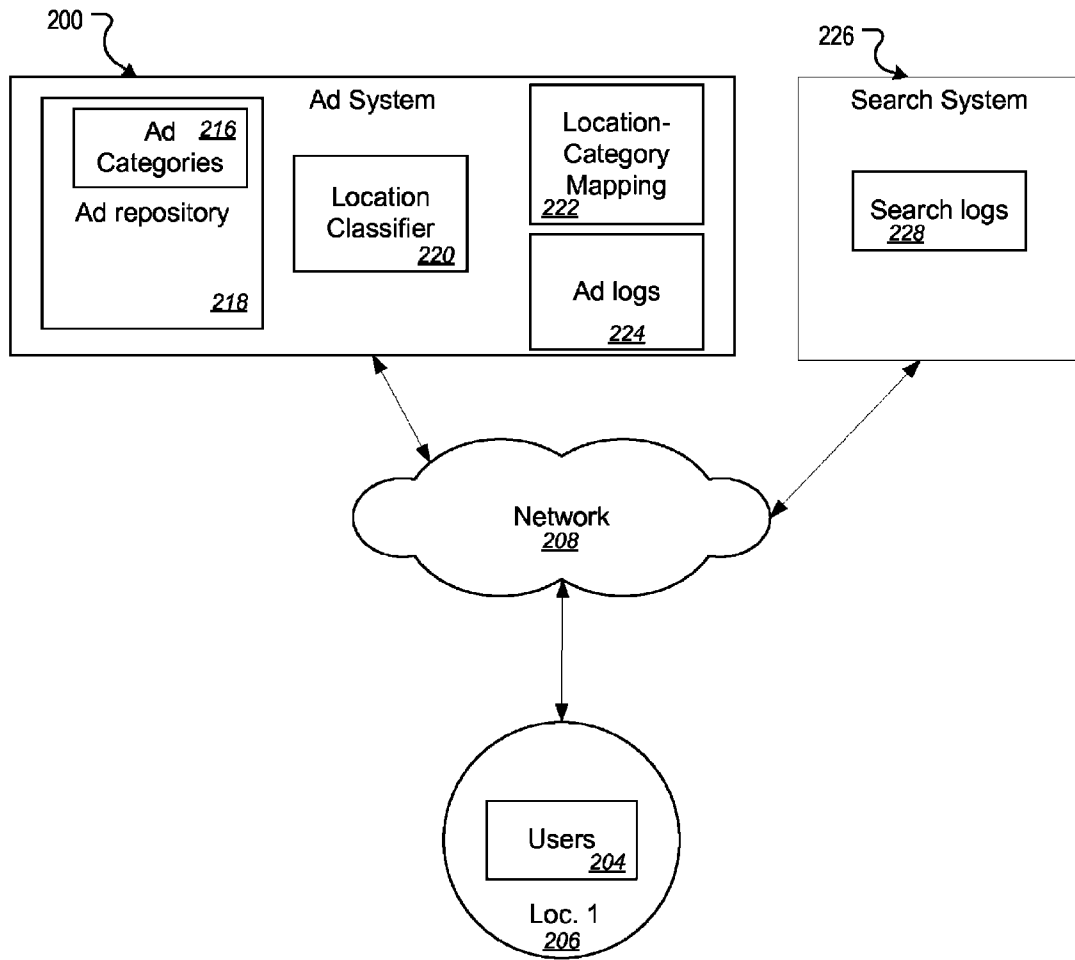 200
226
Ad System
Ad
Categories
216
Ad repository
218
Location
Classifier
220
Location-
Category
Mapping
222
Ad logs
224
Search System
Search logs
228
Network
208
Users
204
Loc. 1
206